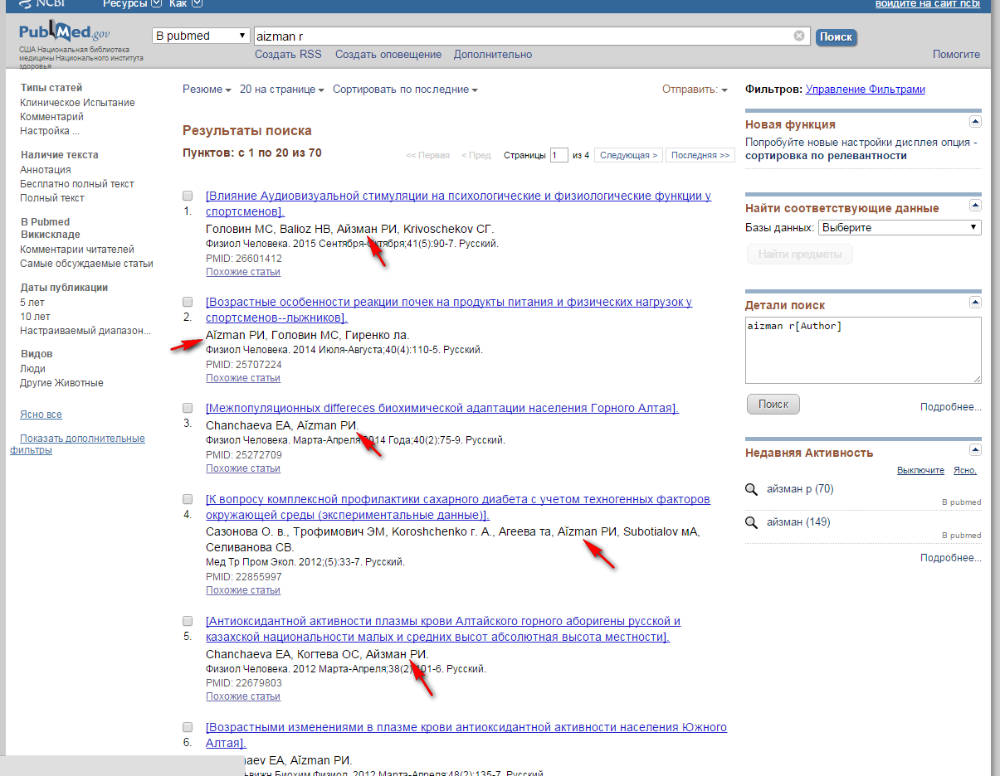 NCBI Ресурсы Как войдите на сайт ncbi
PubMed.gov
США Национальная библиотека
медицины Национального института
здоровья
В pubmed aizman r Поиск
Создать RSS Создать оповещение Дополнительно Помогите
Типы статей
Клиническое Испытание
Комментарий
Настройка ...
Наличие текста
Аннотация
Бесплатно полный текст
Полный текст
В Pubmed
Викискладе
Комментарии читателей
Самые обсуждаемые статьи
Даты публикации
5 лет
10 лет
Настраиваемый диапазон...
Видов
Люди
Другие Животные
Ясно все
Показать дополнительные
фильтры
Резюме 20 на странице Сортировать по последние Отправить:
Результаты поиска
Пунктов: с 1 по 20 из 70
<< Первая < Пред. Страницы 1 из 4 Следующая > Последняя >>
[Влияние Аудиовизуальной стимуляции на психологические и физиологические функции у
1. спортсменов].
Головин МС, Balioz НВ, Айзман РИ, Krivoschekov СГ.
Физиол Человека. 2015 Сентября-Октября;41(5):90-7. Русский.
PMID: 26601412
Похожие статьи
[Возрастные особенности реакции почек на продукты питания и физических нагрузок у
2. спортсменов--лыжников].
Aĭzman РИ, Головин МС, Гиренко ла.
Физиол Человека. 2014 Июля-Августа;40(4):110-5. Русский.
PMID: 25707224
Похожие статьи
[Межпопуляционных differeces биохимической адаптации населения Горного Алтая].
3.
Chanchaeva ЕА, Aĭzman РИ.
Физиол Человека. Марта-Апреля 2014 Года;40(2):75-9. Русский.
PMID: 25272709
Похожие статьи
[К вопросу комплексной профилактики сахарного диабета с учетом техногенных факторов
4. окружающей среды (экспериментальные данные)].
Сазонова О. в., Трофимович ЭМ, Koroshchenko г. А., Агеева та, Aĭzman РИ, Subotialov мА,
Селиванова СВ.
Мед Тр Пром Экол. 2012;(5):33-7. Русский.
PMID: 22855997
Похожие статьи
[Антиоксидантной активности плазмы крови Алтайского горного аборигены русской и
5. казахской национальности малых и средних высот абсолютная высота местности].
Chanchaeva ЕА, Когтева ОС, Айзман РИ.
Физиол Человека. 2012 Марта-Апреля;38(2):101-6. Русский.
PMID: 22679803
Похожие статьи
[Возрастными изменениями в плазме крови антиоксидантной активности населения Южного
6. Алтая].
aev ЕА, Aĭzman РИ.
Биохим Физиол. 2012 Марта-Апреля;48(2):135-7. Русский.
Фильтров: Управление Фильтрами
Новая функция
Попробуйте новые настройки дисплея опция -
сортировка по релевантности
Найти соответствующие данные
Базы данных: Выберите
Найти предметы
Детали поиск
aizman r[Author]
Поиск Подробнее...
Недавняя Активность
Выключите Ясно,
айзман р (70)
В pubmed
айзман (149)
В pubmed
Подробнее...